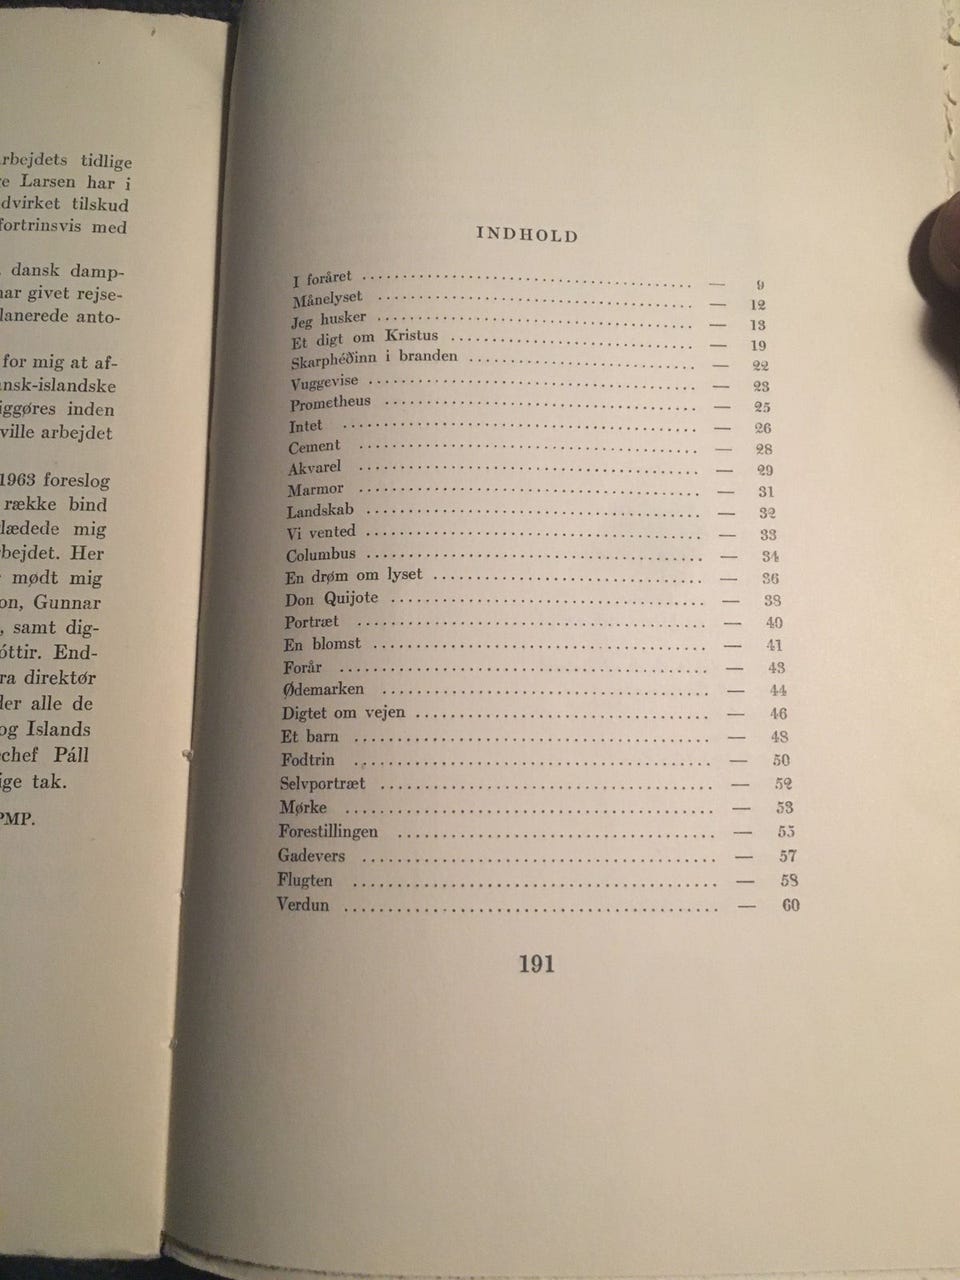 rbejdets tidlige
e Larsen har i
dvirket tilskud
fortrinsvis med
dansk damp-
har givet rejse-
lanerede anto-
for mig at af-
nsk-islandske
iggøres inden
ville arbejdet
1963 foreslog
række bind
lædede mig
bejdet. Her
mødt mig
on, Gunnar
, samt dig-
óttir. End-
ra direktør
ler alle de
og Islands
chef Páll
ige tak.
PMP.
INDHOLD
I foråret ........ — 9
Månelyset ........ — 12
Jeg husker ........ — 13
Et digt om Kristus ........ — 19
Skarphéðinn i branden ........ — 22
Vuggevise ........ — 23
Prometheus ........ — 25
Intet ........ — 26
Cement ........ — 28
Akvarel ........ — 29
Marmor ........ — 31
Landskab ........ — 32
Vi vented ........ — 33
Columbus ........ — 34
En drøm om lyset ........ — 36
Don Quijote ........ — 38
Portræt ........ — 40
En blomst ........ — 41
Forår ........ — 43
Ødemarken ........ — 44
Digtet om vejen ........ — 46
Et barn ........ — 48
Fodtrin ........ — 50
Selvportræt ........ — 52
Mørke ........ — 53
Forestillingen ........ — 55
Gadevers ........ — 57
Flugten ........ — 58
Verdun ........ — 60
191